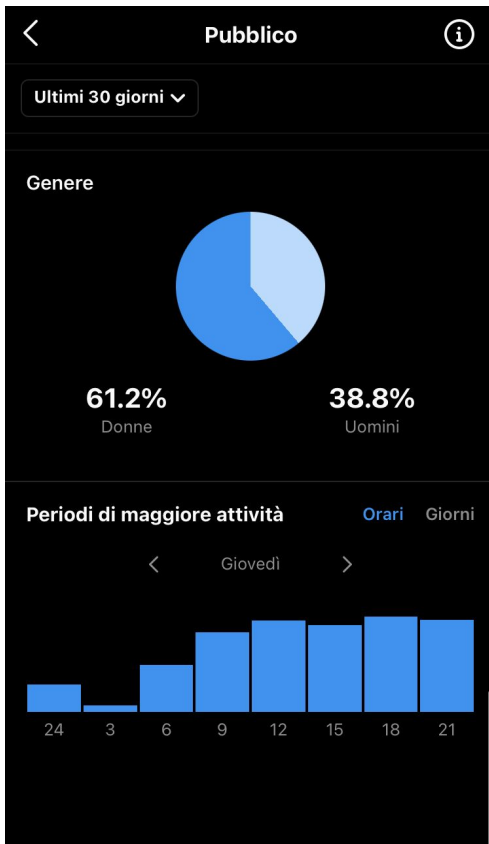 Pubblico
Ultimi 30 giorni
Genere
61.2% 38.8%
Donne Uomini
Periodi di maggiore attività Orari Giorni
Giovedì
24 3 6 9 12 15 18 21